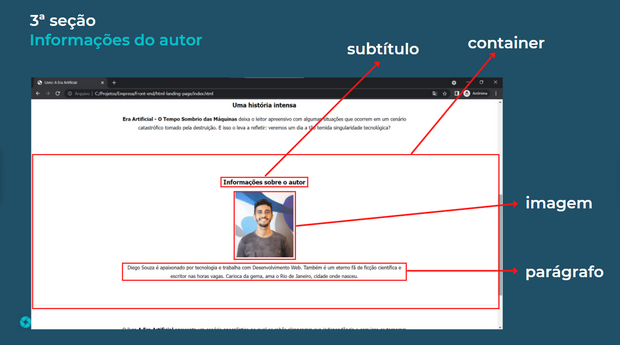 3ª seção
Informações do autor
subtítulo
container
Livro: A Era Artificial
Arquivo
C:/Projetos/Empresa/front-end/html-landing-page/index.html
Anônima
Uma história intensa
Era Artificial - O Tempo Sombrio das Máquinas deixa o leitor apreensivo com algumas situações que ocorrem em um cenário
catastrófico tomado pela destruição. E isso o leva a refletir: veremos um dia a tão temida singularidade tecnológica?
Informações sobre o autor
imagem
Diego Souza é apaixonado por tecnologia e trabalha com Desenvolvimento Web. Também é um eterno fã de ficção científica e
escritor nas horas vagas. Carioca da gema, ama o Rio de Janeiro, cidade onde nasceu.
parágrafo